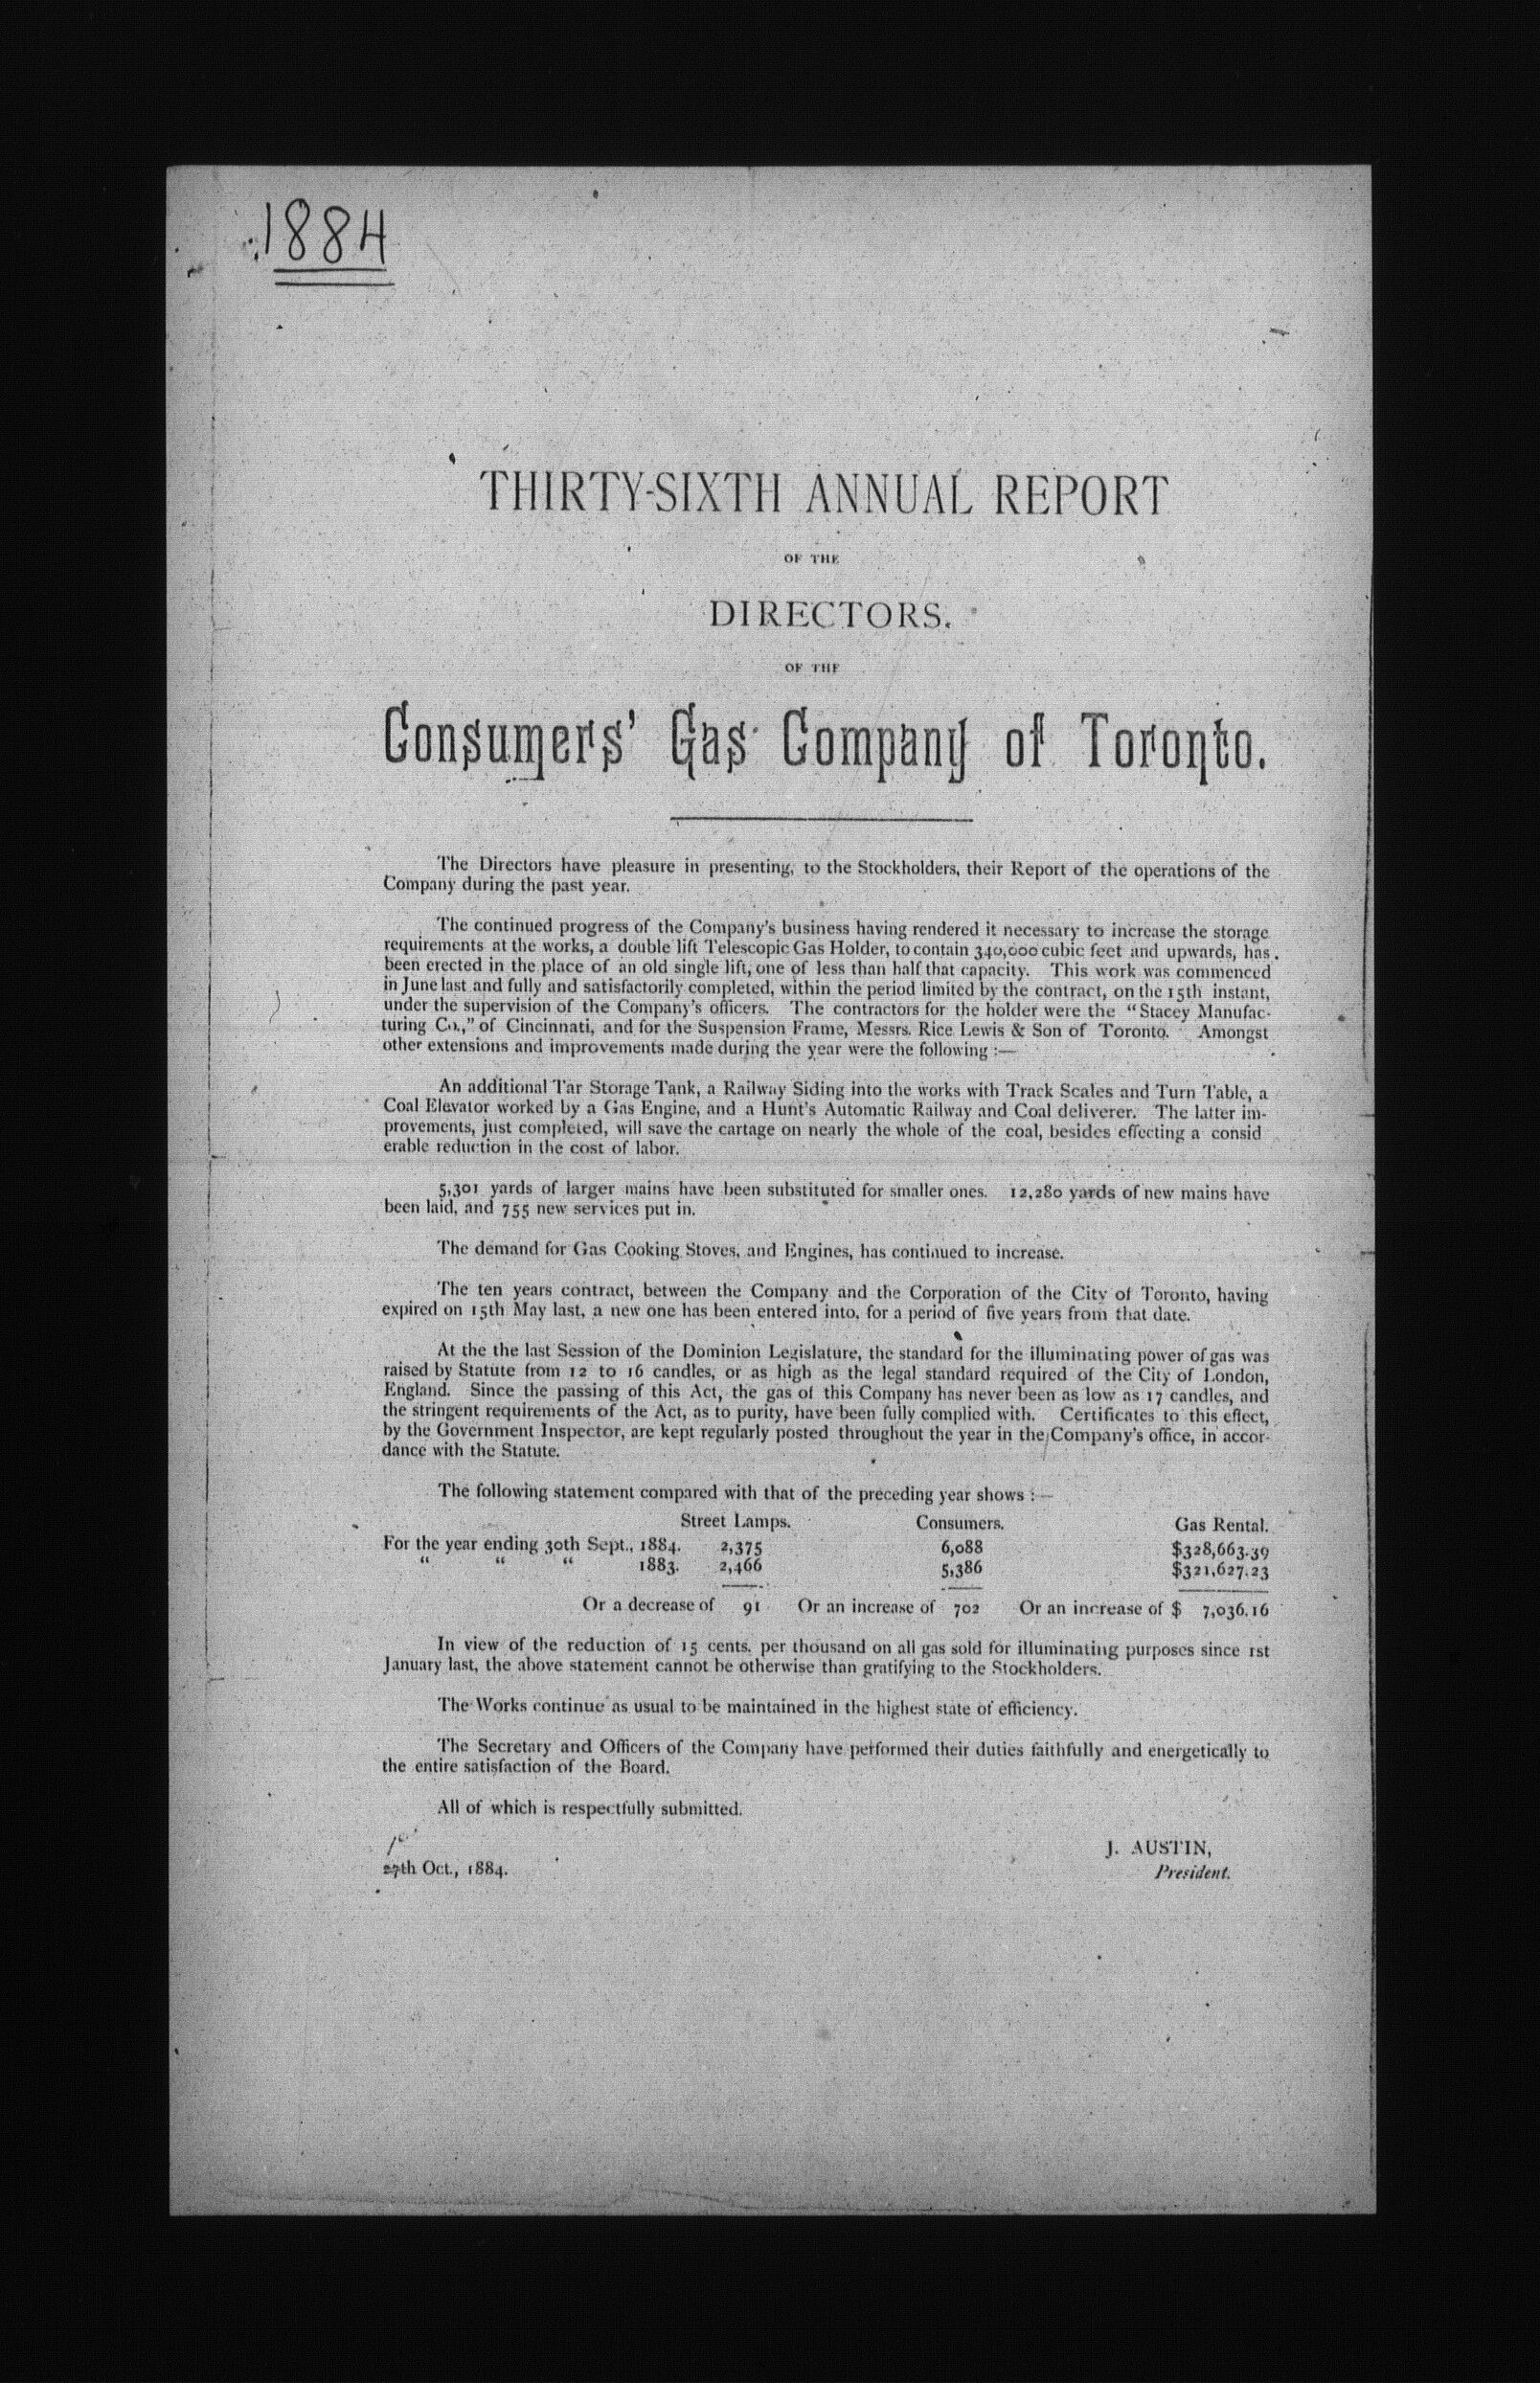 1884
THIRTY-SIXTH ANNUAL REPORT
OF THE
DIRECTORS.
OF THE
Consumers' Gas Company of Toronto.
The Directors have pleasure in presenting, to the Stockholders, their Report of the operations of the
Company during the past year.
The continued progress of the Company's business having rendered it necessary to increase the storage
requirements at the works, a double lift Telescopic Gas Holder, to contain 340,000 cubic feet and upwards, has
been erected in the place of an old single lift, one of less than half that capacity. This work was commenced
in June last and fully and satisfactorily completed, within the period limited by the contract, on the 15th instant,
under the supervision of the Company's officers. The contractors for the holder were the "Stacey Manufac-
turing Co.," of Cincinnati, and for the Suspension Frame, Messrs. Rice Lewis & Son of Toronto. Amongst
other extensions and improvements made during the year were the following :—
An additional Tar Storage Tank, a Railway Siding into the works with Track Scales and Turn Table, a
Coal Elevator worked by a Gas Engine, and a Hunt's Automatic Railway and Coal deliverer. The latter im-
provements, just completed, will save the cartage on nearly the whole of the coal, besides effecting a consid
erable reduction in the cost of labor.
5,301 yards of larger mains have been substituted for smaller ones. 12,280 yards of new mains have
been laid, and 755 new services put in.
The demand for Gas Cooking Stoves, and Engines, has continued to increase.
The ten years contract, between the Company and the Corporation of the City of Toronto, having
expired on 15th May last, a new one has been entered into, for a period of five years from that date.
At the the last Session of the Dominion Legislature, the standard for the illuminating power of gas was
raised by Statute from 12 to 16 candles, or as high as the legal standard required of the City of London,
England. Since the passing of this Act, the gas of this Company has never been as low as 17 candles, and
the stringent requirements of the Act, as to purity, have been fully complied with. Certificates to this effect,
by the Government Inspector, are kept regularly posted throughout the year in the Company's office, in accor-
dance with the Statute.
The following statement compared with that of the preceding year shows :—
Street Lamps. Consumers. Gas Rental.
For the year ending 30th Sept., 1884. 2,375 6,088 $328,663.39
" " " 1883. 2,466 5,386 $321,627.23
Or a decrease of 91 Or an increase of 702 Or an increase of $ 7,036.16
In view of the reduction of 15 cents. per thousand on all gas sold for illuminating purposes since 1st
January last, the above statement cannot be otherwise than gratifying to the Stockholders.
The Works continue as usual to be maintained in the highest state of efficiency.
The Secretary and Officers of the Company have performed their duties faithfully and energetically to
the entire satisfaction of the Board.
All of which is respectfully submitted.
J. AUSTIN,
27th Oct., 1884.
President.